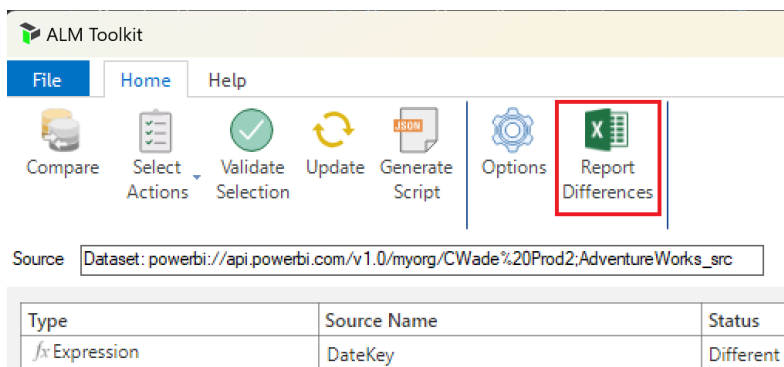 ALM Toolkit
File Home Help
JSON X
Compare Select Actions Validate Selection Update Generate Script Options Report Differences
Source Dataset: powerbi://api.powerbi.com/v1.0/myorg/CWade%20Prod2;AdventureWorks_src
Type Source Name Status
fx Expression DateKey Different